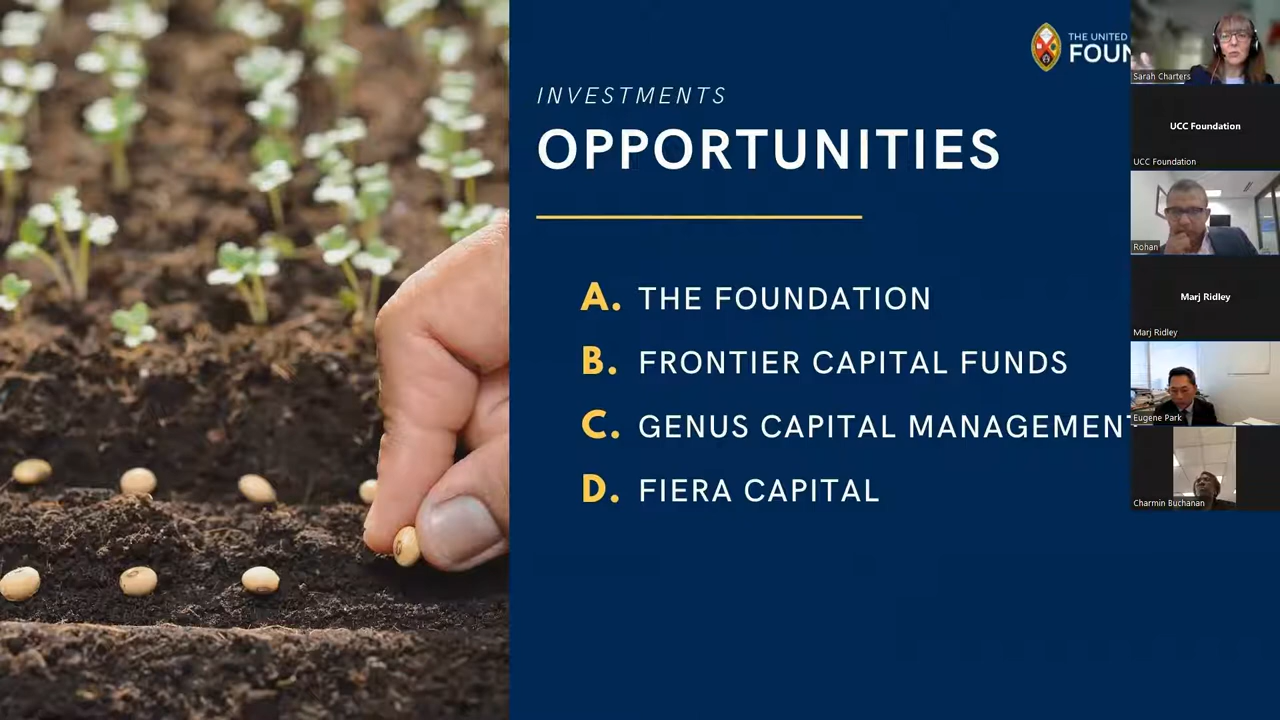 THE UNITED
FOUN
INVESTMENTS
OPPORTUNITIES
A. THE FOUNDATION
B. FRONTIER CAPITAL FUNDS
C. GENUS CAPITAL MANAGEMENT
D. FIERA CAPITAL
Sarah Charters
UCC Foundation
UCC Foundation
Rohan
Marj Ridley
Marj Ridley
Eugene Park
Charmin Buchanan